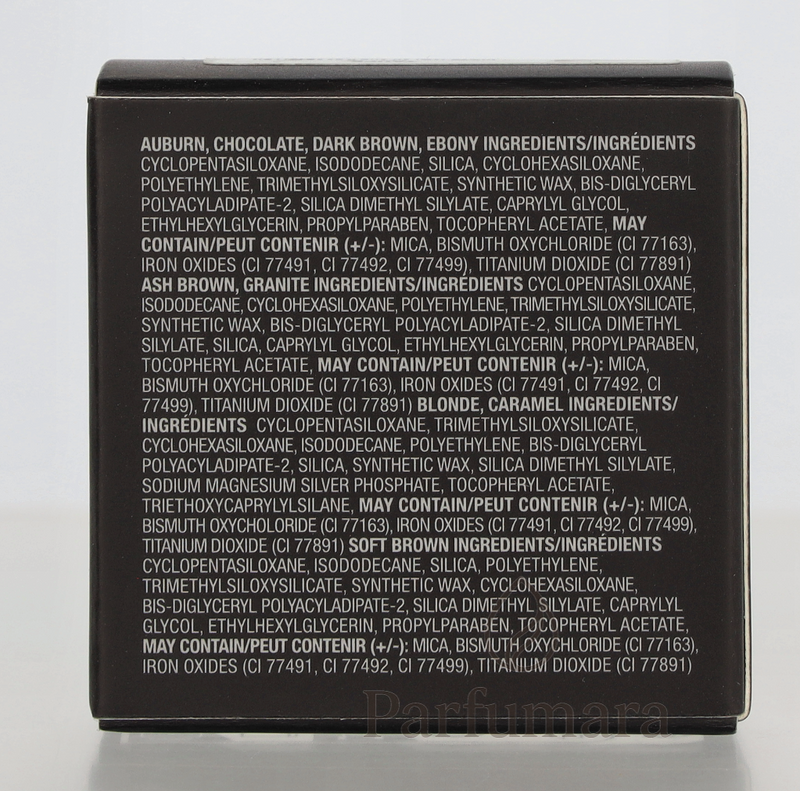 AUBURN, CHOCOLATE, DARK BROWN, EBONY INGREDIENTS/INGRÉDIENTS
CYCLOPENTASILOXANE, ISODODECANE, SILICA, CYCLOHEXASILOXANE,
POLYETHYLENE, TRIMETHYLSILOXYSILICATE, SYNTHETIC WAX, BIS-DIGLYCERYL
POLYACYLADIPATE-2, SILICA DIMETHYL SILYLATE, CAPRYLYL GLYCOL,
ETHYLHEXYLGLYCERIN, PROPYLPARABEN, TOCOPHERYL ACETATE, MAY
CONTAIN/PEUT CONTENIR (+/-): MICA, BISMUTH OXYCHLORIDE (CI 77163),
IRON OXIDES (CI 77491, CI 77492, CI 77499), TITANIUM DIOXIDE (CI 77891)
ASH BROWN, GRANITE INGREDIENTS/INGRÉDIENTS CYCLOPENTASILOXANE,
ISODODECANE, CYCLOHEXASILOXANE, POLYETHYLENE, TRIMETHYLSILOXYSILICATE,
SYNTHETIC WAX, BIS-DIGLYCERYL POLYACYLADIPATE-2, SILICA DIMETHYL
SILYLATE, SILICA, CAPRYLYL GLYCOL, ETHYLHEXYLGLYCERIN, PROPYLPARABEN,
TOCOPHERYL ACETATE, MAY CONTAIN/PEUT CONTENIR (+/-): MICA,
BISMUTH OXYCHLORIDE (CI 77163), IRON OXIDES (CI 77491, CI 77492, CI
77499), TITANIUM DIOXIDE (CI 77891) BLONDE, CARAMEL INGREDIENTS/
INGRÉDIENTS CYCLOPENTASILOXANE, TRIMETHYLSILOXYSILICATE,
CYCLOHEXASILOXANE, ISODODECANE, POLYETHYLENE, BIS-DIGLYCERYL
POLYACYLADIPATE-2, SILICA, SYNTHETIC WAX, SILICA DIMETHYL SILYLATE,
SODIUM MAGNESIUM SILVER PHOSPHATE, TOCOPHERYL ACETATE,
TRIETHOXYCAPRYLYLSILANE, MAY CONTAIN/PEUT CONTENIR (+/-): MICA,
BISMUTH OXYCHOLORIDE (CI 77163), IRON OXIDES (CI 77491, CI 77492, CI 77499),
TITANIUM DIOXIDE (CI 77891) SOFT BROWN INGREDIENTS/INGRÉDIENTS
CYCLOPENTASILOXANE, ISODODECANE, SILICA, POLYETHYLENE,
TRIMETHYLSILOXYSILICATE, SYNTHETIC WAX, CYCLOHEXASILOXANE,
BIS-DIGLYCERYL POLYACYLADIPATE-2, SILICA DIMETHYL SILYLATE, CAPRYLYL
GLYCOL, ETHYLHEXYLGLYCERIN, PROPYLPARABEN, TOCOPHERYL ACETATE,
MAY CONTAIN/PEUT CONTENIR (+/-): MICA, BISMUTH OXYCHLORIDE (CI 77163),
IRON OXIDES (CI 77491, CI 77492, CI 77499), TITANIUM DIOXIDE (CI 77891)
Parfumara